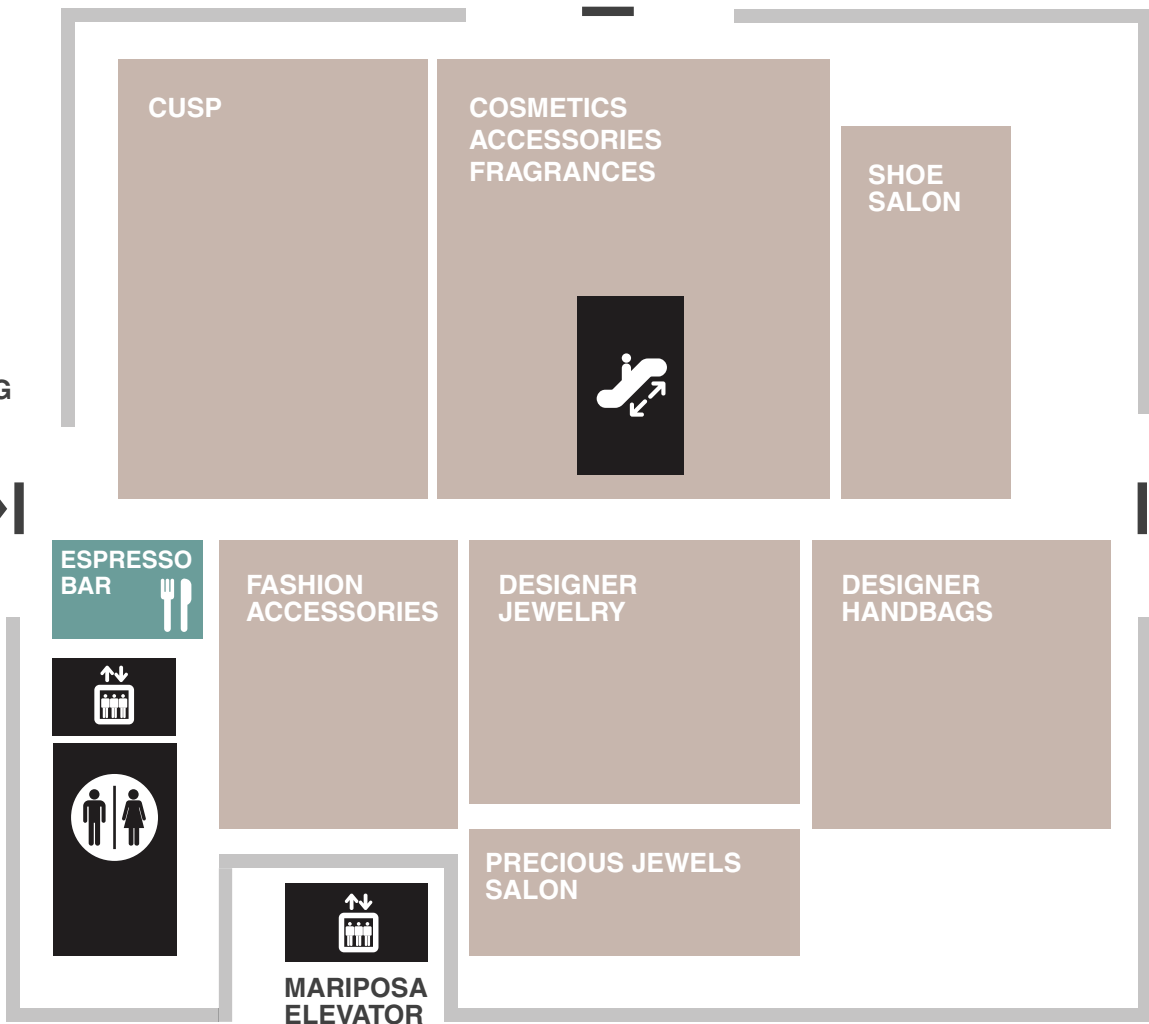 CUSP
COSMETICS
ACCESSORIES
FRAGRANCES
SHOE
SALON
G
ESPRESSO
BAR
FASHION
ACCESSORIES
DESIGNER
JEWELRY
DESIGNER
HANDBAGS
PRECIOUS JEWELS
SALON
MARIPOSA
ELEVATOR